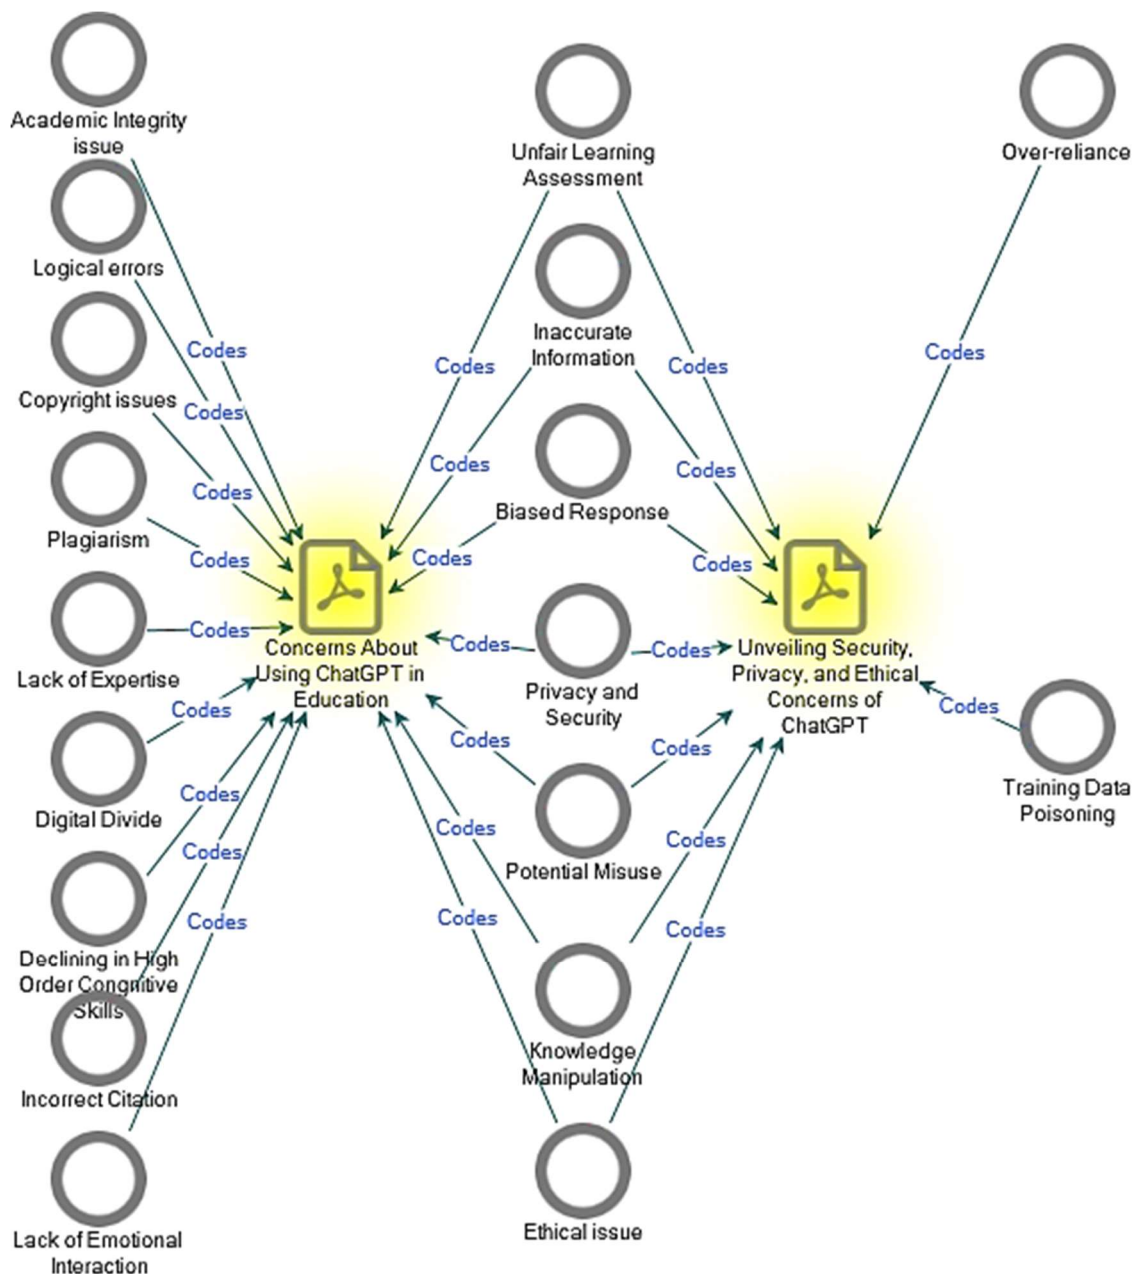 Academic Integrity
issue
Logical errors
Copyright issues
Plagiarism
Lack of Expertise
Digital Divide
Declining in High
Order Congnitive
Skills
Incorrect Citation
Lack of Emotional
Interaction
Codes
Codes
Codes
Codes
Codes
Codes
Codes
Codes
Codes
Concerns About
Using ChatGPT in
Education
Codes
Codes
Codes
Codes
Codes
Codes
Codes
Unfair Learning
Assessment
Inaccurate
Information
Biased Response
Privacy and
Security
Potential Misuse
Knowledge
Manipulation
Ethical issue
Codes
Codes
Codes
Codes
Codes
Codes
Codes
Unveiling Security,
Privacy, and Ethical
Concerns of
ChatGPT
Codes
Codes
Over-reliance
Training Data
Poisoning